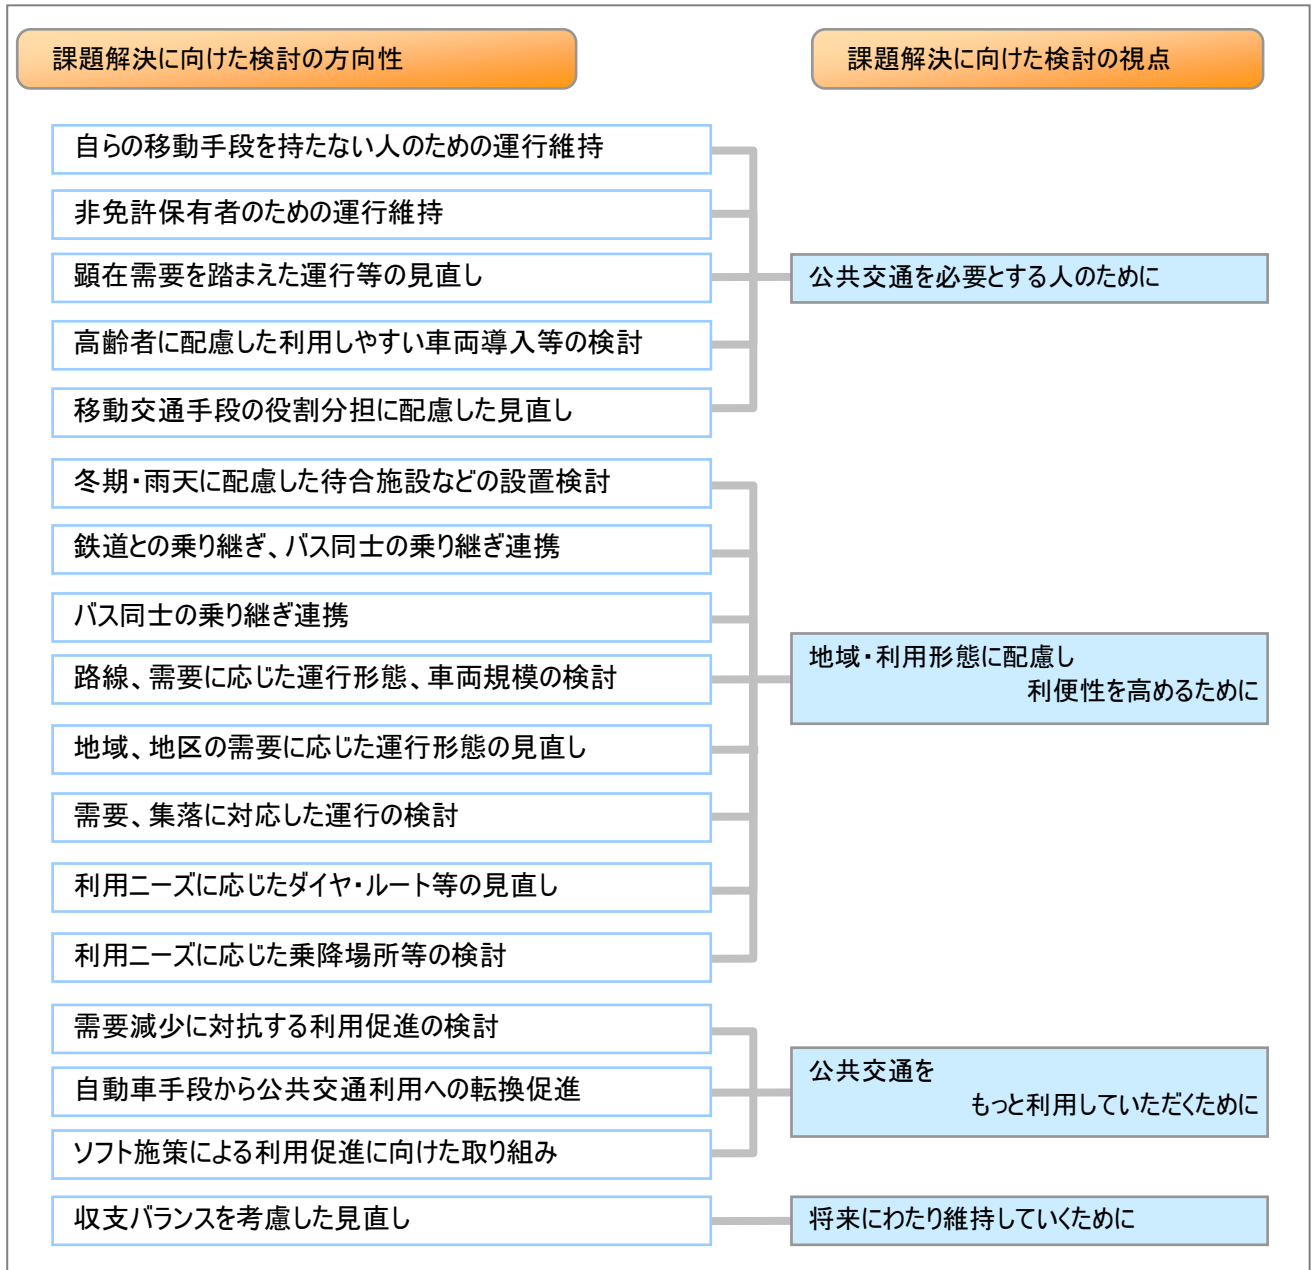 課題解決に向けた検討の方向性
課題解決に向けた検討の視点
自らの移動手段を持たない人のための運行維持
非免許保有者のための運行維持
顕在需要を踏まえた運行等の見直し
高齢者に配慮した利用しやすい車両導入等の検討
移動交通手段の役割分担に配慮した見直し
公共交通を必要とする人のために
冬期・雨天に配慮した待合施設などの設置検討
鉄道との乗り継ぎ、バス同士の乗り継ぎ連携
バス同士の乗り継ぎ連携
路線、需要に応じた運行形態、車両規模の検討
地域、地区の需要に応じた運行形態の見直し
需要、集落に対応した運行の検討
利用ニーズに応じたダイヤ・ルート等の見直し
利用ニーズに応じた乗降場所等の検討
地域・利用形態に配慮し
利便性を高めるために
需要減少に対抗する利用促進の検討
自動車手段から公共交通利用への転換促進
ソフト施策による利用促進に向けた取り組み
公共交通を
もっと利用していただくために
収支バランスを考慮した見直し
将来にわたり維持していくために